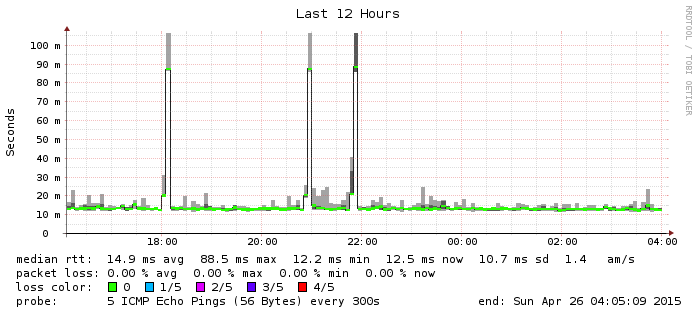 Last 12 Hours
RRDTOOL / TOBI OETIKER
Seconds
100 m
90 m
80 m
70 m
60 m
50 m
40 m
30 m
20 m
10 m
0
18:00 20:00 22:00 00:00 02:00 04:00
median rtt: 14.9 ms avg 88.5 ms max 12.2 ms min 12.5 ms now 10.7 ms sd 1.4 am/s
packet loss: 0.00 % avg 0.00 % max 0.00 % min 0.00 % now
loss color: 0 1/5 2/5 3/5 4/5
probe: 5 ICMP Echo Pings (56 Bytes) every 300s end: Sun Apr 26 04:05:09 2015